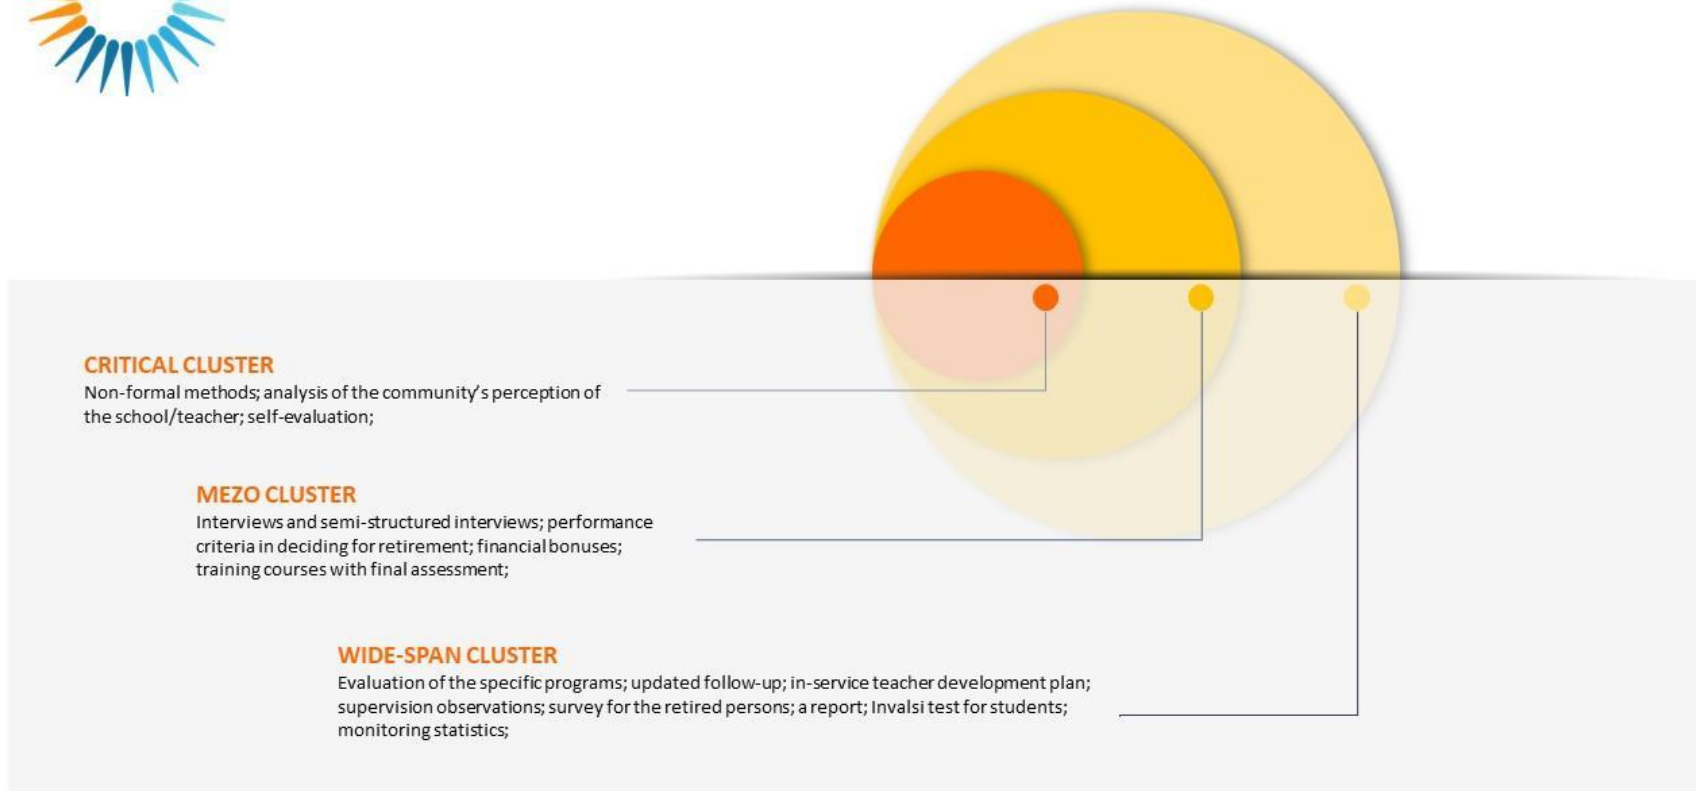 CRITICAL CLUSTER
Non-formal methods; analysis of the community's perception of
the school/teacher; self-evaluation;
MEZO CLUSTER
Interviews and semi-structured interviews; performance
criteria in deciding for retirement; financial bonuses;
training courses with final assessment;
WIDE-SPAN CLUSTER
Evaluation of the specific programs; updated follow-up; in-service teacher development plan;
supervision observations; survey for the retired persons; a report; Invalsi test for students;
monitoring statistics;